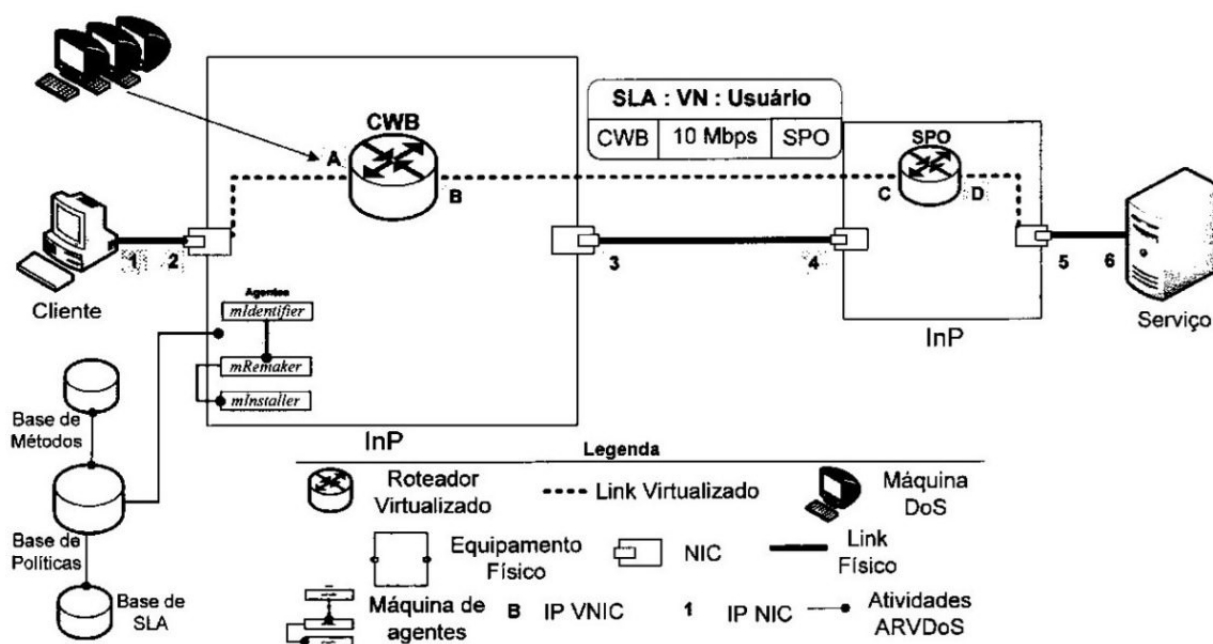 SLA : VN : Usuário
CWB 10 Mbps SPO
CWB
SPO
A
B
C
D
1
2
3
4
5
6
Cliente
Serviço
Agentes
mIdentifier
mRemaker
mInstaller
InP
InP
Base de
Métodos
Base de
Políticas
Base de
SLA
Legenda
Roteador
Virtualizado
Link Virtualizado
Máquina
DoS
Equipamento
Físico
NIC
Link
Físico
Máquina de
agentes
B IP VNIC
1 IP NIC
Atividades
ARVDoS